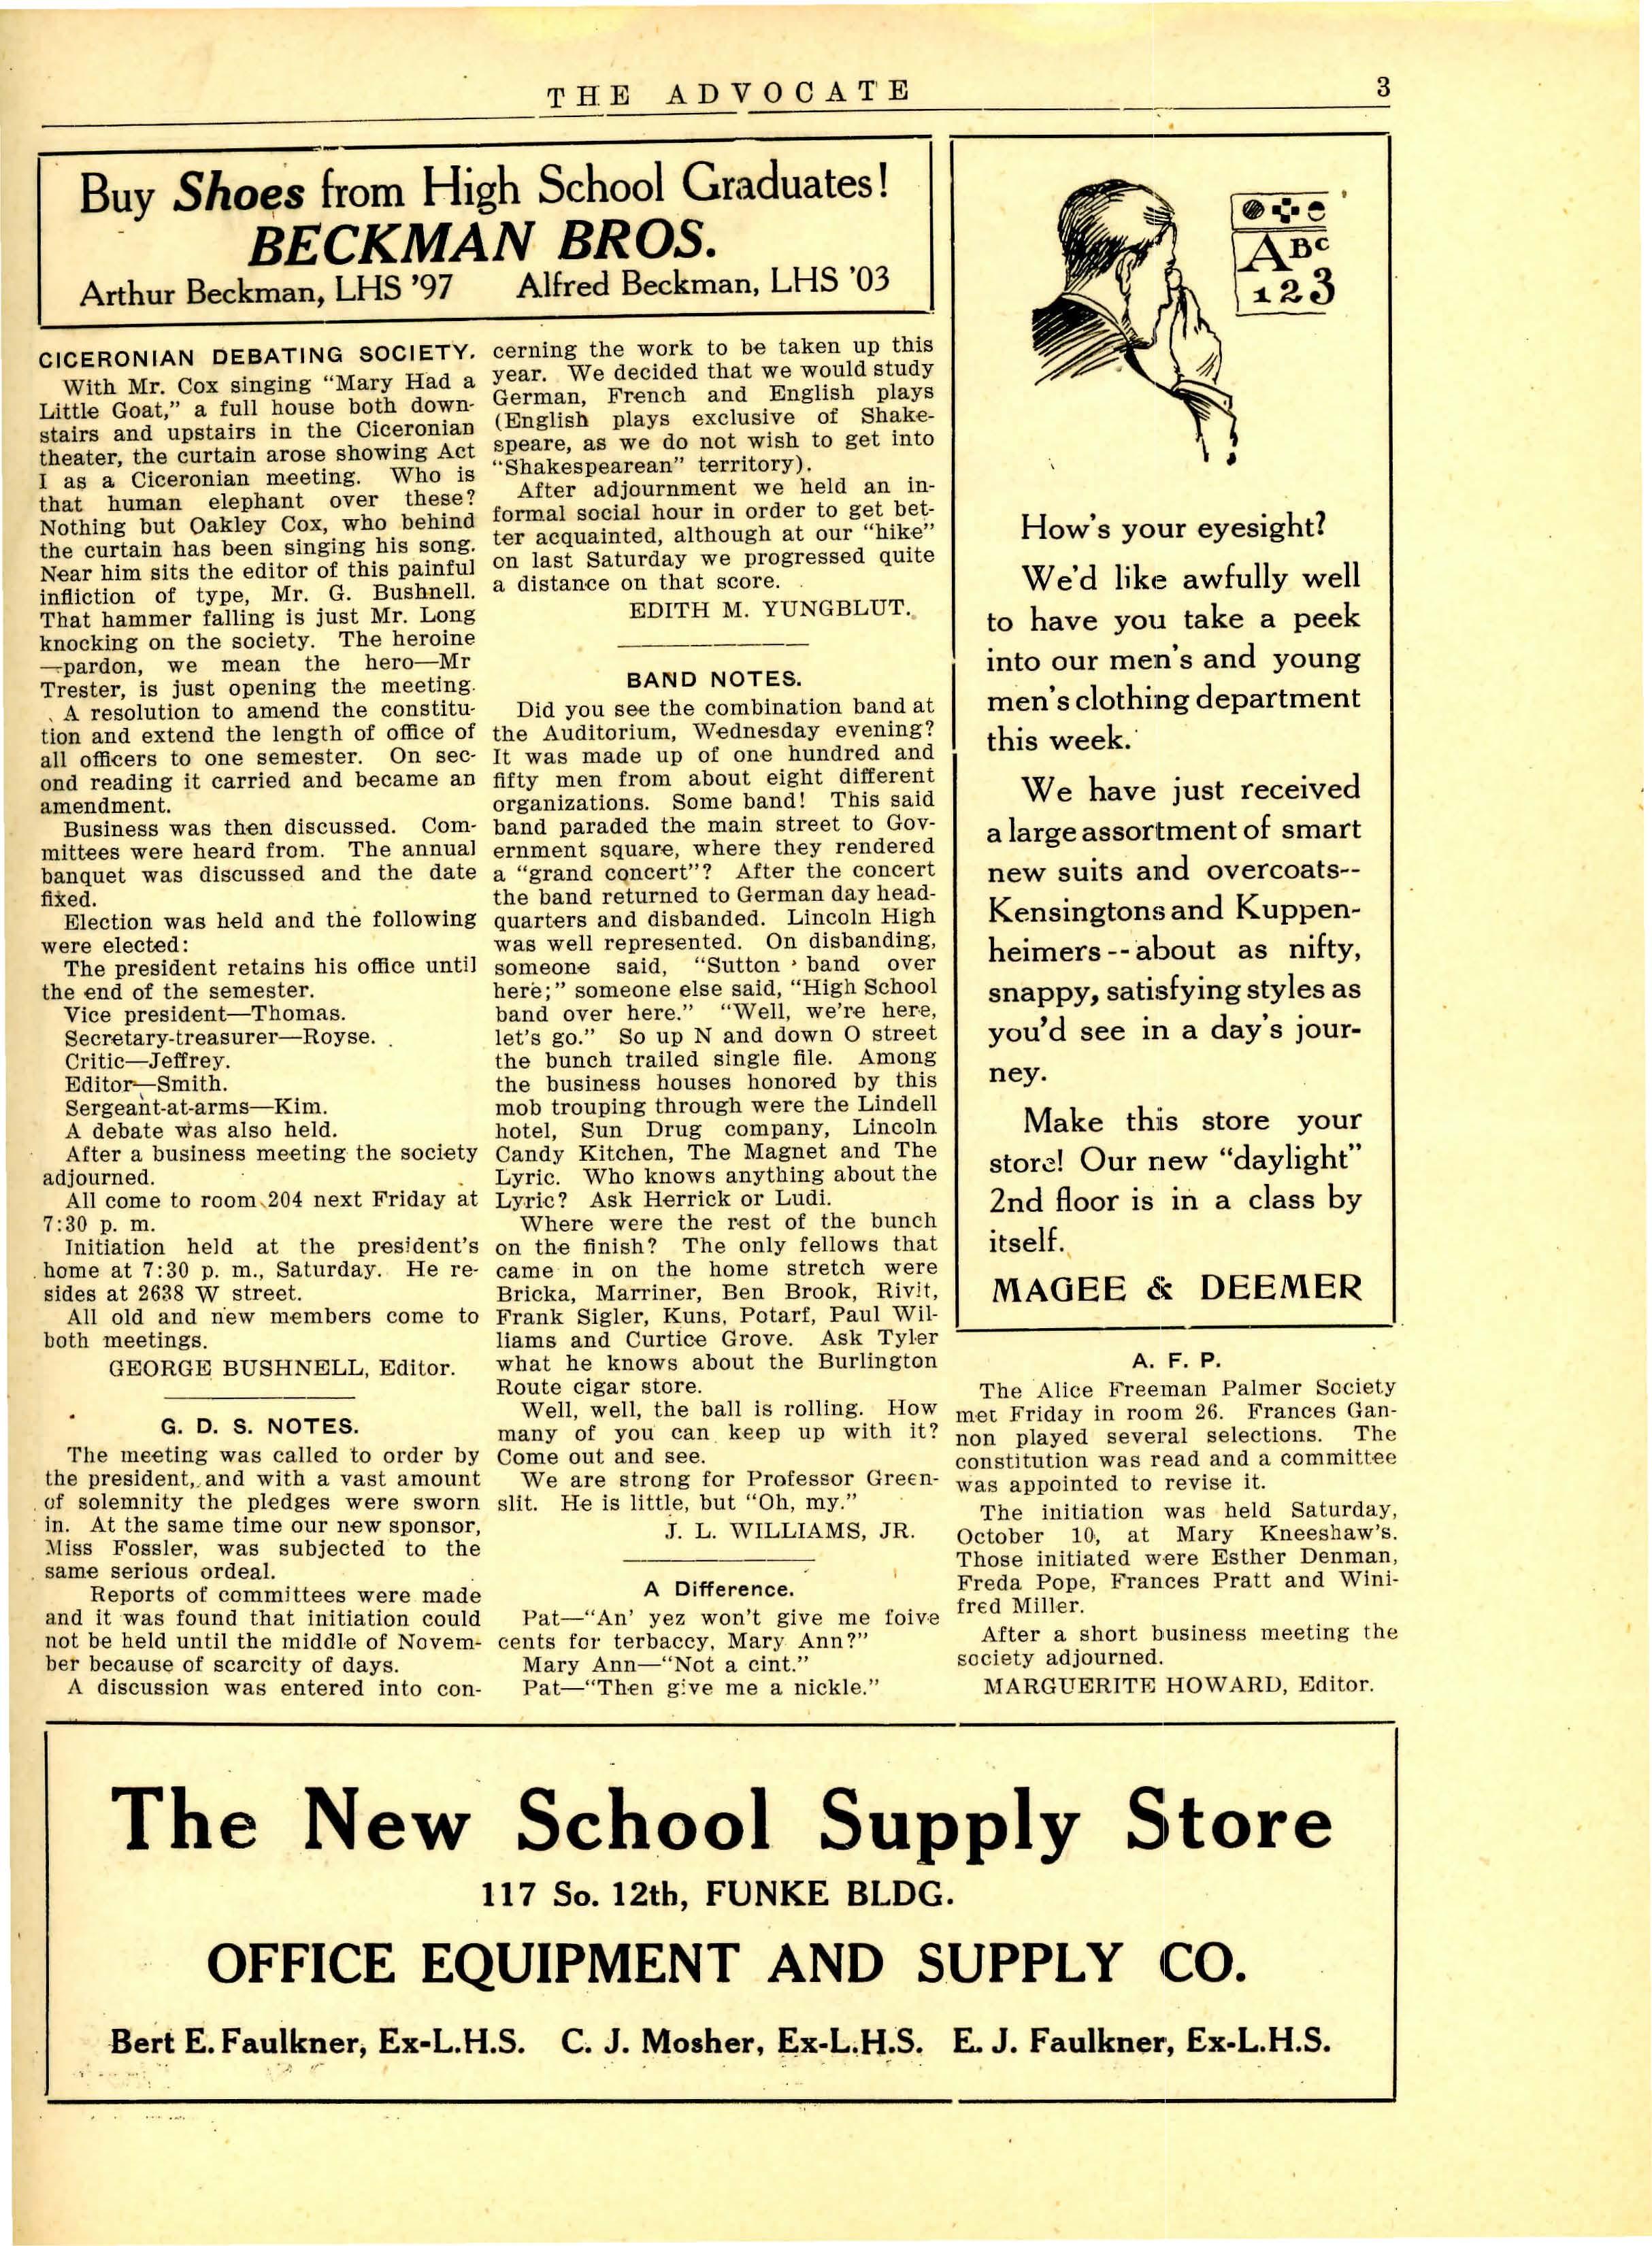 THE ADVOCATE
3
Buy Shoes from High School Graduates!
BECKMAN BROS.
Arthur Beckman, LHS '97 Alfred Beckman, LHS '03
CICERONIAN DEBATING SOCIETY.
With Mr. Cox singing “Mary Had a
Little Goat,” a full house both down-
stairs and upstairs in the Ciceronian
theater, the curtain arose showing Act
I as a Ciceronian meeting. Who is
that human elephant over these?
Nothing but Oakley Cox, who behind
the curtain has been singing his song.
Near him sits the editor of this painful
infliction of type, Mr. G. Bushnell.
That hammer falling is just Mr. Long
knocking on the society. The heroine
—pardon, we mean the hero—Mr
Trester, is just opening the meeting.
A resolution to amend the constitu-
tion and extend the length of office of
all officers to one semester. On sec-
ond reading it carried and became an
amendment.
Business was then discussed. Com-
mittees were heard from. The annual
banquet was discussed and the date
fixed.
Election was held and the following
were elected:
The president retains his office until
the end of the semester.
Vice president—Thomas.
Secretary-treasurer—Royse.
Critic—Jeffrey.
Editor—Smith.
Sergeant-at-arms—Kim.
A debate was also held.
After a business meeting the society
adjourned.
All come to room 204 next Friday at
7:30 p. m.
Initiation held at the president's
home at 7:30 p. m., Saturday. He re-
sides at 2638 W street.
All old and new members come to
both meetings.
GEORGE BUSHNELL, Editor.
G. D. S. NOTES.
The meeting was called to order by
the president, and with a vast amount
of solemnity the pledges were sworn
in. At the same time our new sponsor,
Miss Fossler, was subjected to the
same serious ordeal.
Reports of committees were made
and it was found that initiation could
not be held until the middle of Novem-
ber because of scarcity of days.
A discussion was entered into con-
cerning the work to be taken up this
year. We decided that we would study
German, French and English plays
(English plays exclusive of Shake-
speare, as we do not wish to get into
“Shakespearean” territory).
After adjournment we held an in-
formal social hour in order to get bet-
ter acquainted, although at our “hike”
on last Saturday we progressed quite
a distance on that score.
EDITH M. YUNGBLUT.
BAND NOTES.
Did you see the combination band at
the Auditorium, Wednesday evening?
It was made up of one hundred and
fifty men from about eight different
organizations. Some band! This said
band paraded the main street to Gov-
ernment square, where they rendered
a “grand concert”? After the concert
the band returned to German day head-
quarters and disbanded. Lincoln High
was well represented. On disbanding,
someone said, “Sutton band over
here;” someone else said, “High School
band over here.” “Well, we're here,
let's go.” So up N and down O street
the bunch trailed single file. Among
the business houses honored by this
mob trouping through were the Lindell
hotel, Sun Drug company, Lincoln
Candy Kitchen, The Magnet and The
Lyric. Who knows anything about the
Lyric? Ask Herrick or Ludi.
Where were the rest of the bunch
on the finish? The only fellows that
came in on the home stretch were
Bricka, Marriner, Ben Brook, Rivit,
Frank Sigler, Kuns, Potarf, Paul Wil-
liams and Curtice Grove. Ask Tyler
what he knows about the Burlington
Route cigar store.
Well, well, the ball is rolling. How
many of you can keep up with it?
Come out and see.
We are strong for Professor Green-
slit. He is little, but “Oh, my.”
J. L. WILLIAMS, JR.
A Difference.
Pat—“An' yez won't give me foive
cents for terbaccy, Mary Ann?”
Mary Ann—“Not a cint.”
Pat—“Then give me a nickle.”
ABC
123
How's your eyesight?
We'd like awfully well
to have you take a peek
into our men's and young
men's clothing department
this week.
We have just received
a large assortment of smart
new suits and overcoats--
Kensingtons and Kuppen-
heimers -- about as nifty,
snappy, satisfying styles as
you'd see in a day's jour-
ney.
Make this store your
store! Our new “daylight”
2nd floor is in a class by
itself.
MAGEE & DEEMER
A. F. P.
The Alice Freeman Palmer Society
met Friday in room 26. Frances Gan-
non played several selections. The
constitution was read and a committee
was appointed to revise it.
The initiation was held Saturday,
October 10, at Mary Kneeshaw's.
Those initiated were Esther Denman,
Freda Pope, Frances Pratt and Wini-
fred Miller.
After a short business meeting the
society adjourned.
MARGUERITE HOWARD, Editor.
The New School Supply Store
117 So. 12th, FUNKE BLDG.
OFFICE EQUIPMENT AND SUPPLY CO.
Bert E. Faulkner, Ex-L.H.S. C. J. Mosher, Ex-L.H.S. E. J. Faulkner, Ex-L.H.S.